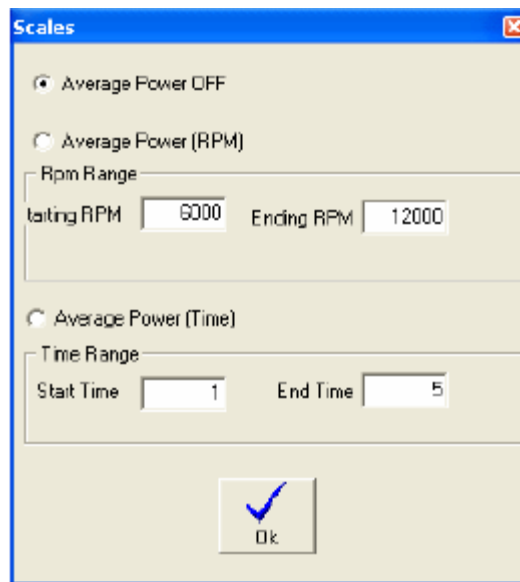 Scales
Average Power OFF
Average Power (RPM)
Rpm Range
tarting RPM 6000 Ending RPM 12000
Average Power (Time)
Time Range
Start Time 1 End Time 5
Ok